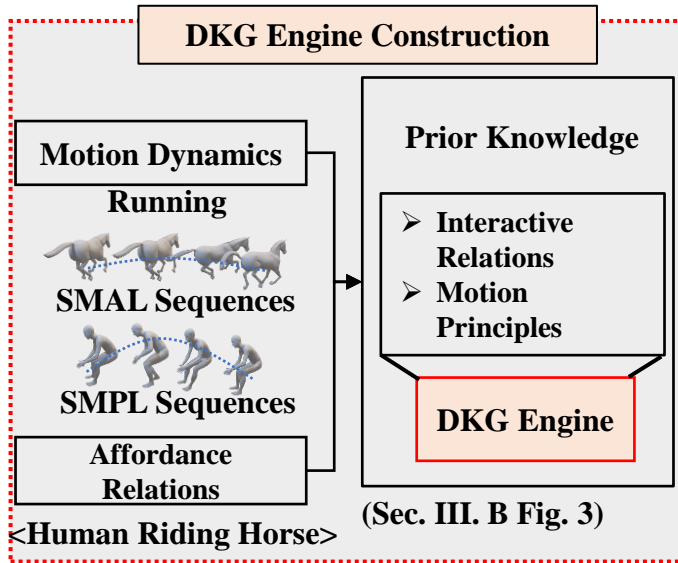 DKG Engine Construction
Motion Dynamics
Running
SMAL Sequences
SMPL Sequences
Affordance
Relations
<Human Riding Horse>
Prior Knowledge
➢ Interactive
Relations
➢ Motion
Principles
DKG Engine
(Sec. III. B Fig. 3)